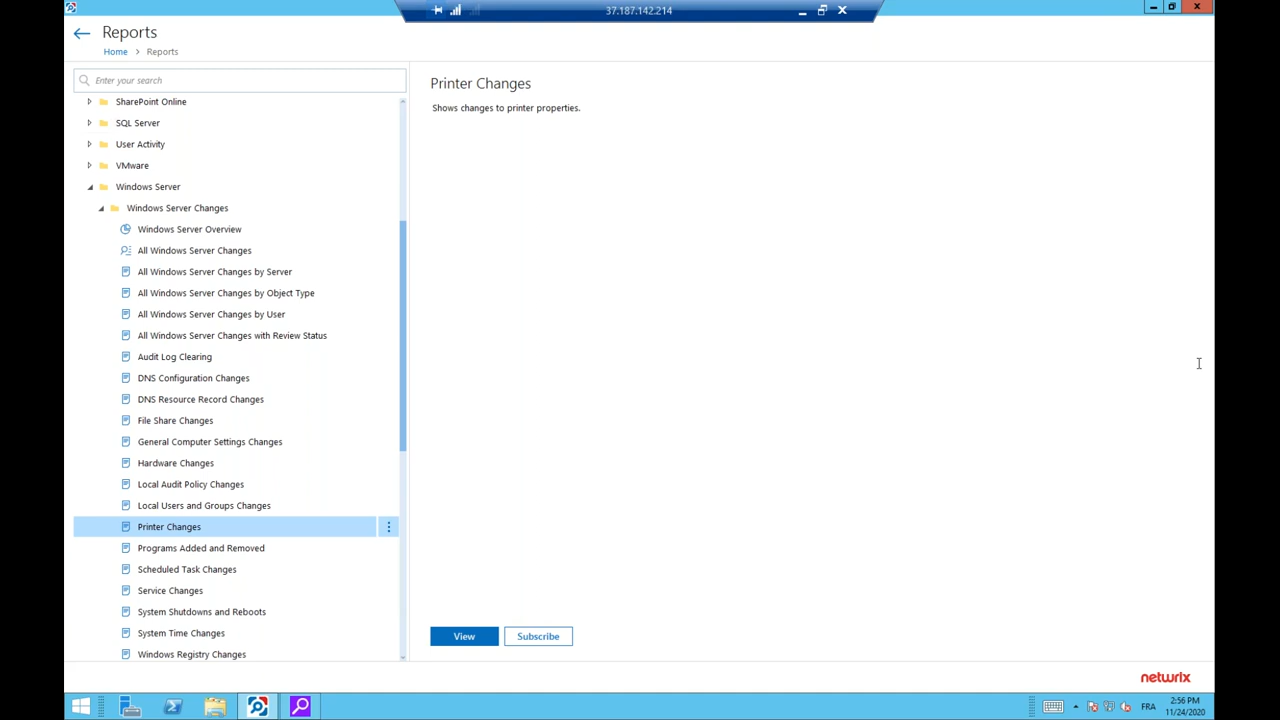 37.187.142.214
Reports
Home > Reports
Enter your search
SharePoint Online
SQL Server
User Activity
VMware
Windows Server
Windows Server Changes
Windows Server Overview
All Windows Server Changes
All Windows Server Changes by Server
All Windows Server Changes by Object Type
All Windows Server Changes by User
All Windows Server Changes with Review Status
Audit Log Clearing
DNS Configuration Changes
DNS Resource Record Changes
File Share Changes
General Computer Settings Changes
Hardware Changes
Local Audit Policy Changes
Local Users and Groups Changes
Printer Changes
Programs Added and Removed
Scheduled Task Changes
Service Changes
System Shutdowns and Reboots
System Time Changes
Windows Registry Changes
Printer Changes
Shows changes to printer properties.
View
Subscribe
netwrix
FRA
2:56 PM
11/24/2020